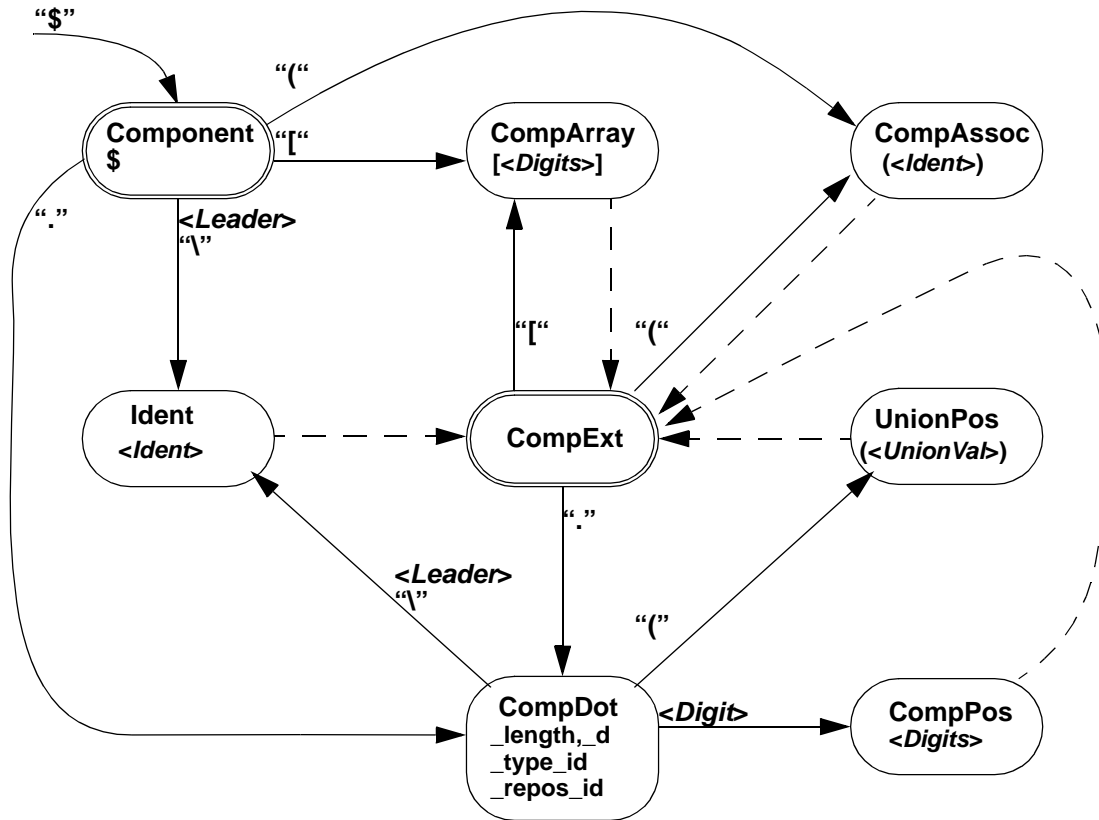 “$”
“(“
Component
$
“[“
CompArray
[<Digits>]
CompAssoc
(<Ident>)
“.”
<Leader>
“\”
“[“
“(“
Ident
<Ident>
CompExt
UnionPos
(<UnionVal>)
“.”
<Leader>
“\”
“(”
CompDot
_length,_d
_type_id
_repos_id
<Digit>
CompPos
<Digits>